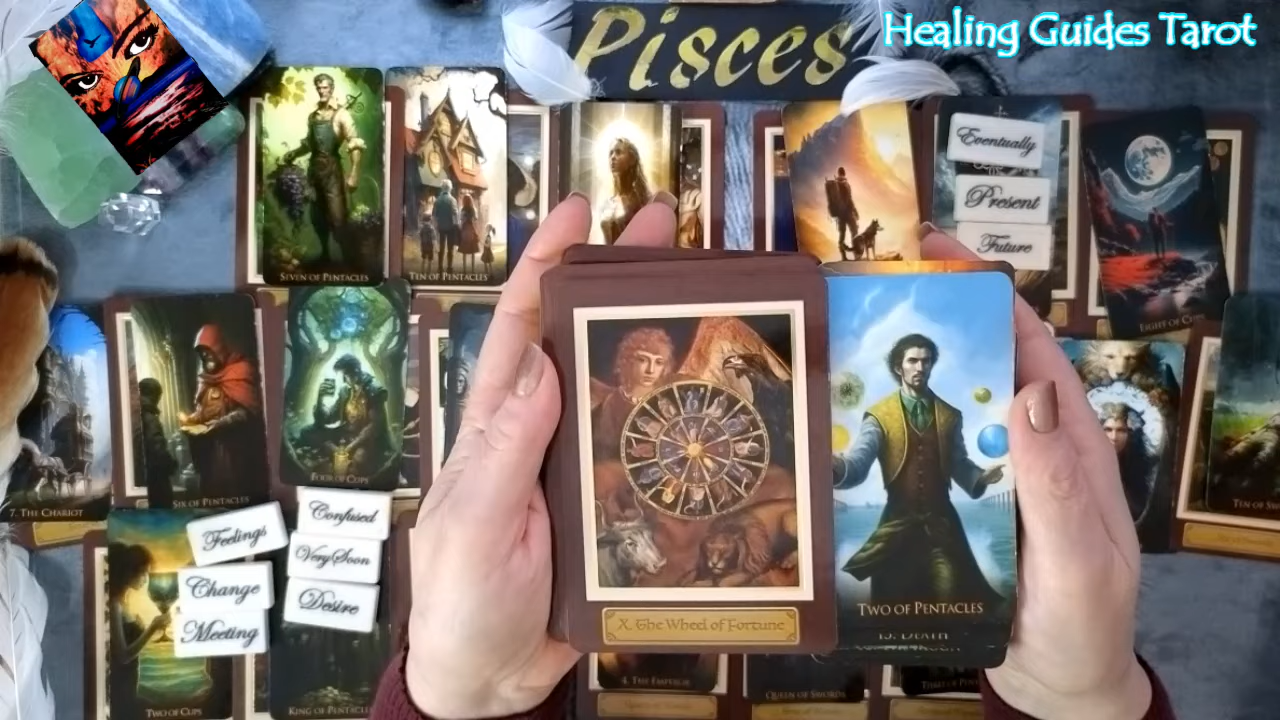 Pisces
Healing Guides Tarot
SEVEN OF PENTACLES
TEN OF PENTACLES
Eventually
Present
Future
EIGHT OF CUPS
7. THE CHARIOT
SIX OF PENTACLES
FOUR OF CUPS
Feelings
Change
Meeting
Confused
Very Soon
Desire
TWO OF CUPS
KING OF PENTACLES
X. The Wheel of Fortune
TWO OF PENTACLES
13. DEATH
4. THE EMPEROR
QUEEN OF SWORDS